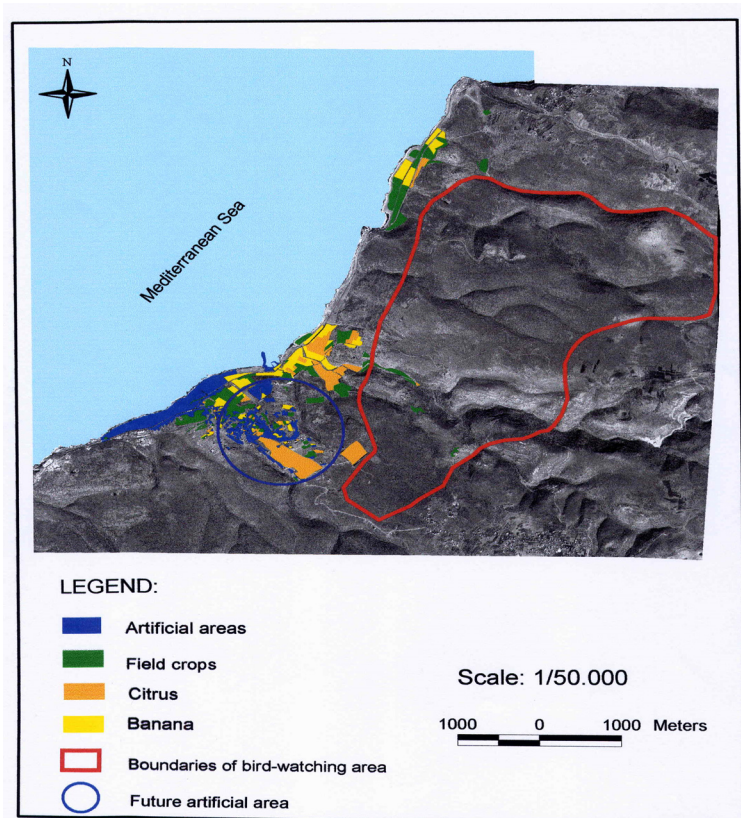 N
Mediterranean Sea
LEGEND:
Artificial areas
Field crops
Citrus
Banana
Boundaries of bird-watching area
Future artificial area
Scale: 1/50.000
1000 0 1000 Meters